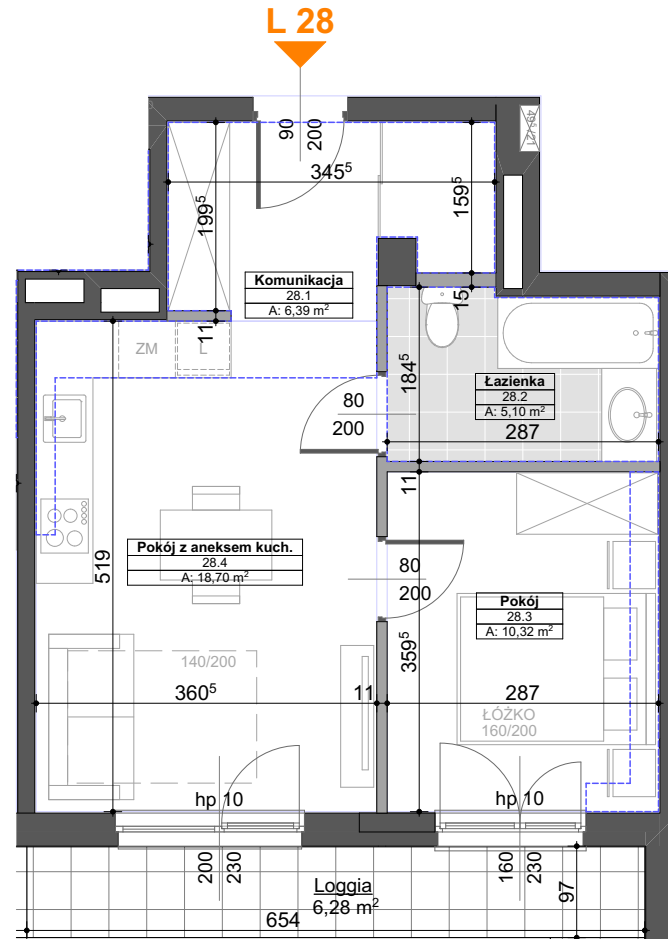 L 28
49⁵/21
90
200
345⁵
199⁵
159⁵
Komunikacja
28.1
A: 6,39 m²
15
11
ZM
L
184⁵
Łazienka
28.2
A: 5,10 m²
287
80
200
11
519
Pokój z aneksem kuch.
28.4
A: 18,70 m²
80
200
Pokój
28.3
A: 10,32 m²
359⁵
140/200
360⁵
11
287
ŁÓŻKO
160/200
hp 10
hp 10
200
230
160
230
Loggia
6,28 m²
97
654